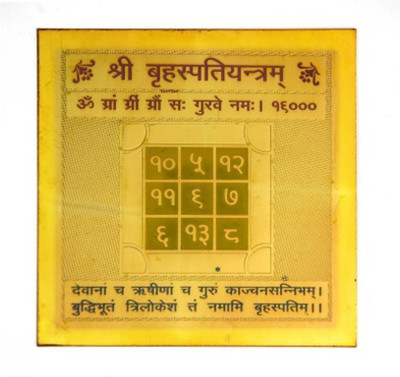 श्री बृहस्पतियन्त्रम्
ॐ ग्रां ग्रीं ग्रौं सः गुरवे नमः। १९०००
१० ५ १२
११ ९ ७
६ १३ ८
देवानां च ऋषीणां च गुरुं काञ्चनसन्निभम्।
बुद्धिभूतं त्रिलोकेशं तं नमामि बृहस्पतिम्।।